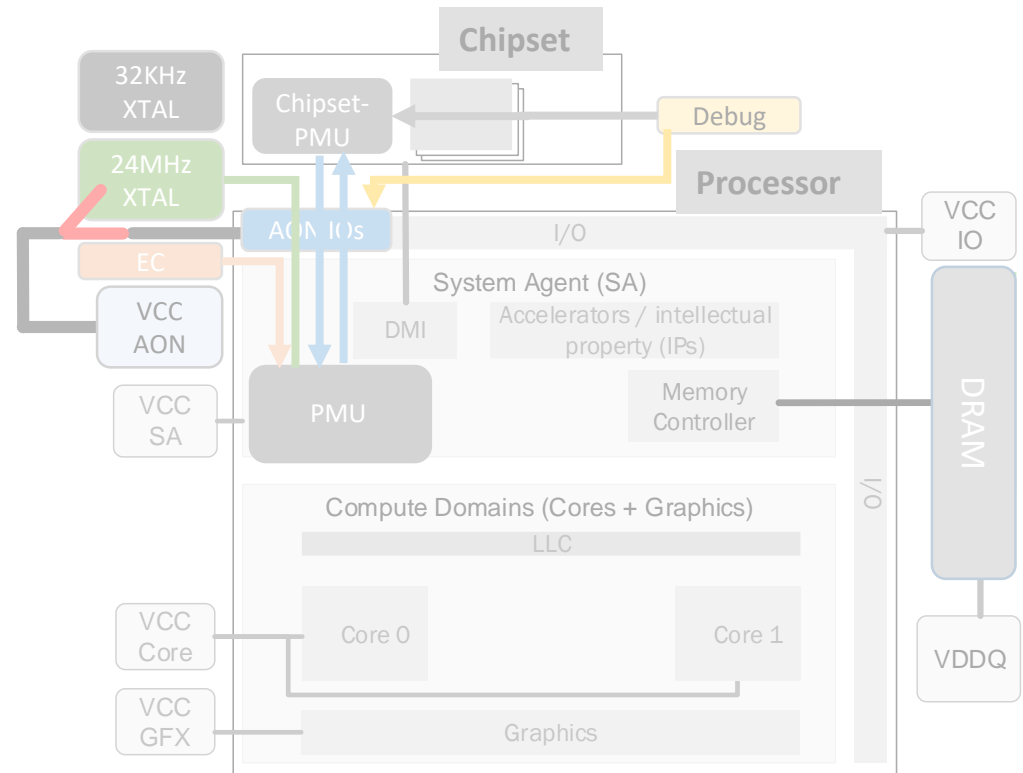 Chipset
32KHz
XTAL
Chipset-
PMU
Debug
24MHz
XTAL
Processor
VCC
IO
AON IOs
I/O
EC
System Agent (SA)
VCC
AON
DMI
Accelerators / intellectual
property (IPs)
PMU
Memory
Controller
DRAM
VCC
SA
I/O
Compute Domains (Cores + Graphics)
LLC
VCC
Core
Core 0
Core 1
VDDQ
VCC
GFX
Graphics